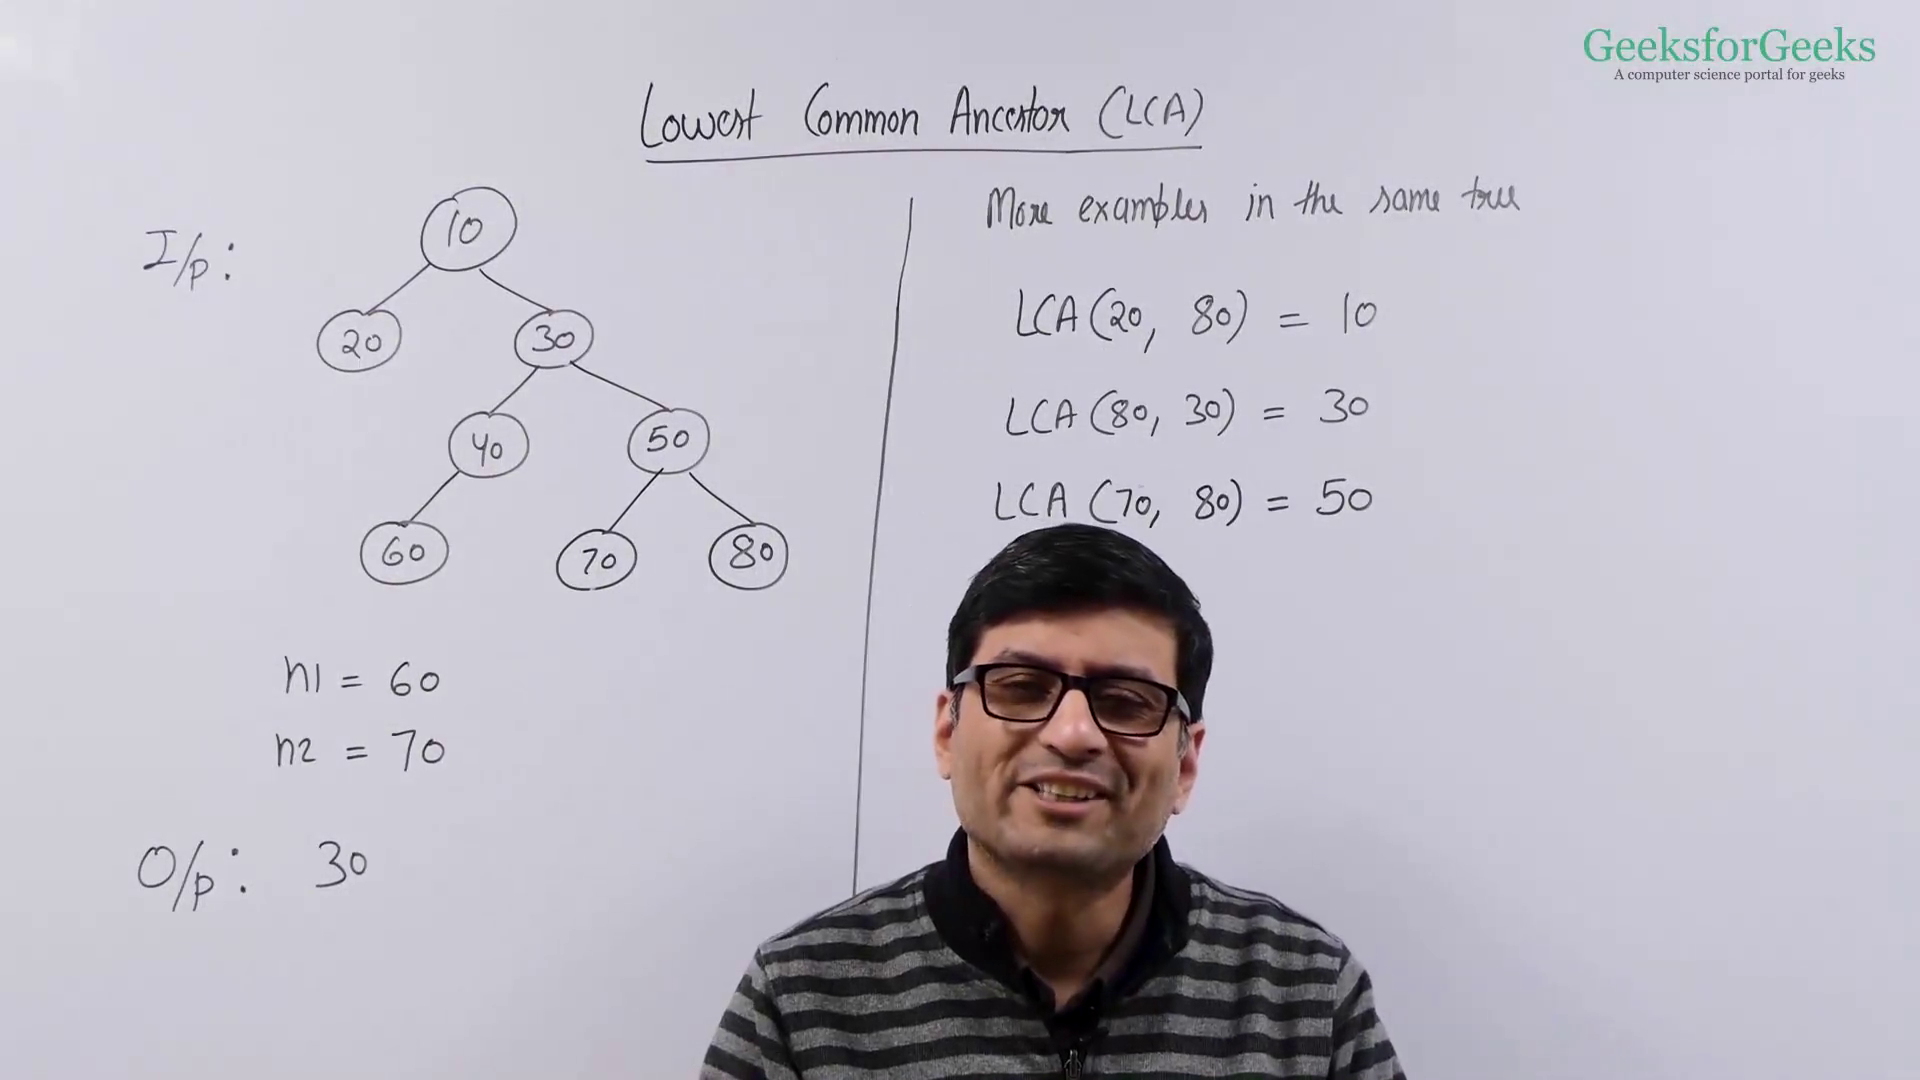 GeeksforGeeks
A computer science portal for geeks
Lowest Common Ancestor (LCA)
I/p:
10
20 30
40 50
60 70 80
n1 = 60
n2 = 70
O/p: 30
More examples in the same tree
LCA(20, 80) = 10
LCA(80, 30) = 30
LCA (70, 80) = 50